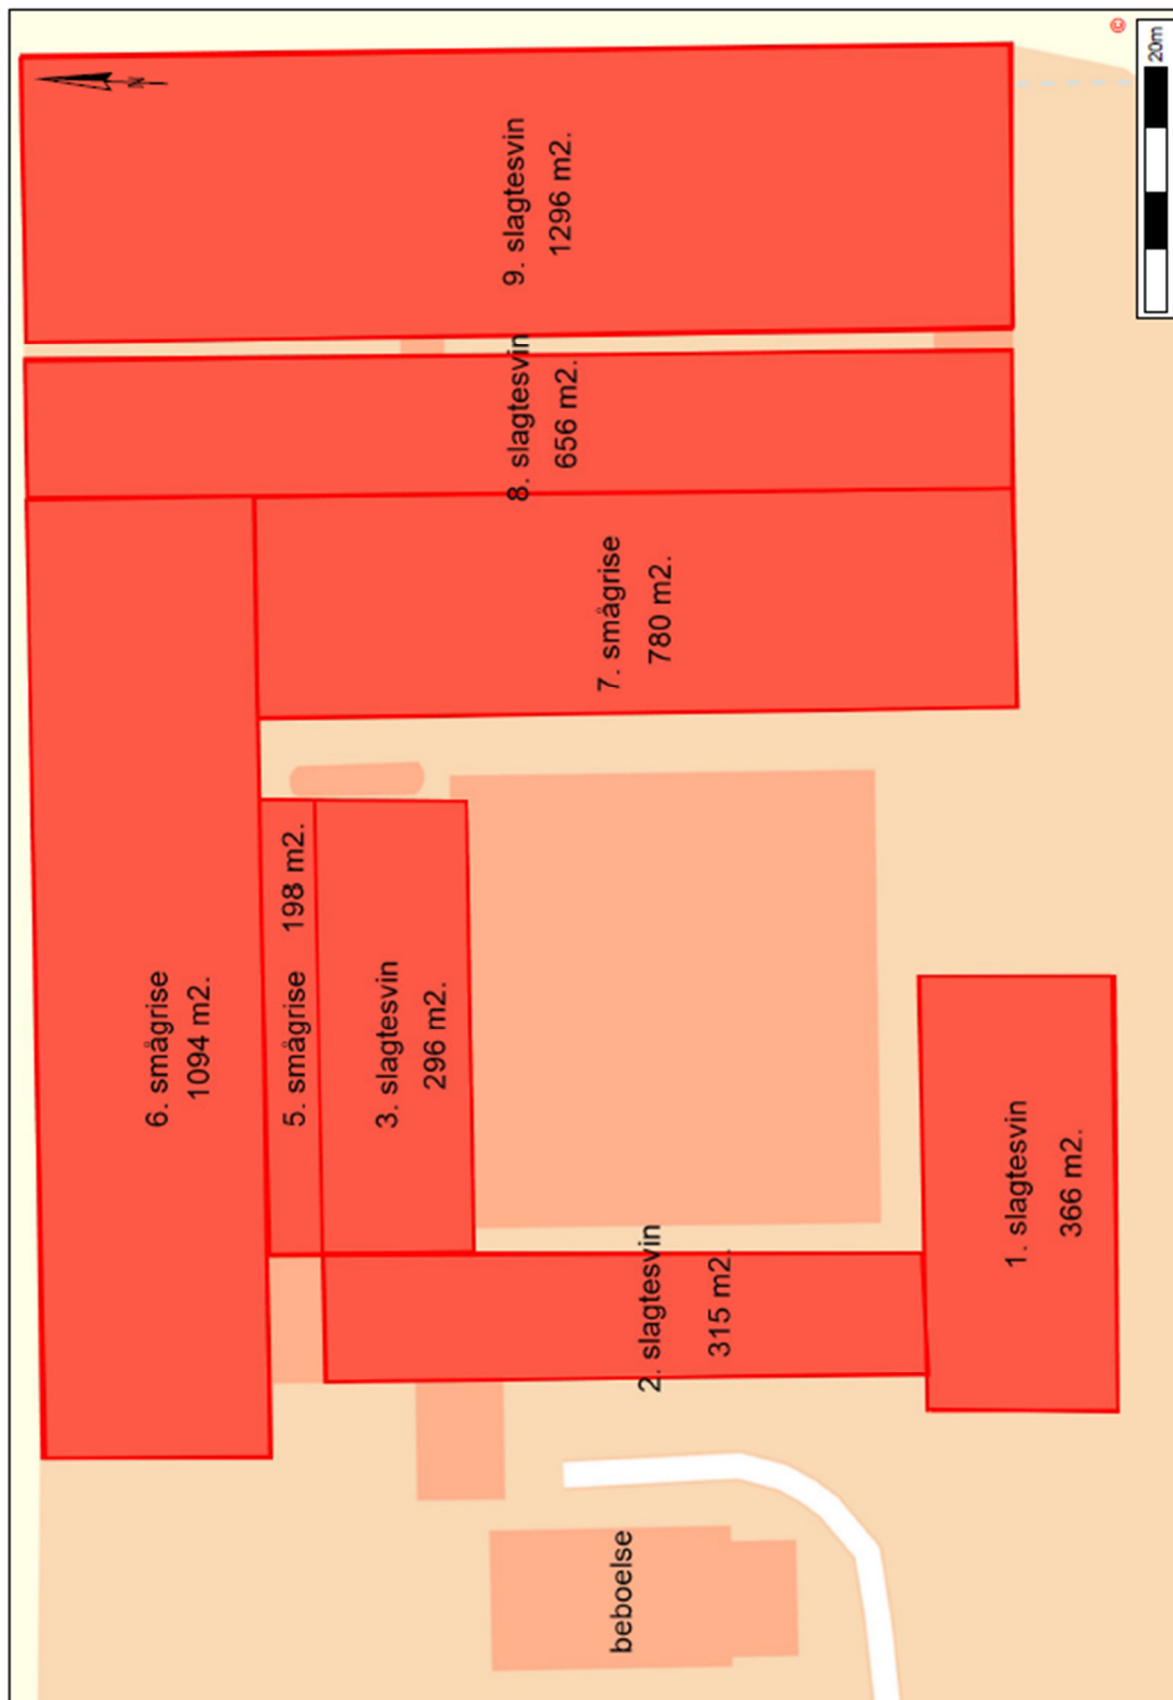 6. smågrise
1094 m2.
5. smågrise 198 m2.
3. slagtesvin
296 m2.
9. slagtesvin
1296 m2.
8. slagtesvin
656 m2.
7. smågrise
780 m2.
2. slagtesvin
315 m2.
1. slagtesvin
366 m2.
beboelse
N
©
20m